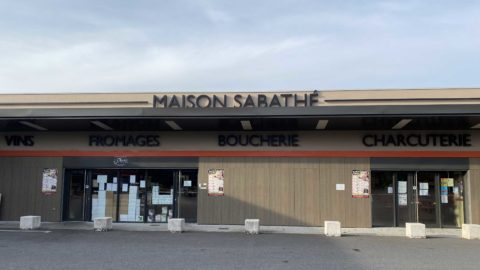 MAISON SABATHÉ
VINS FROMAGES BOUCHERIE CHARCUTERIE